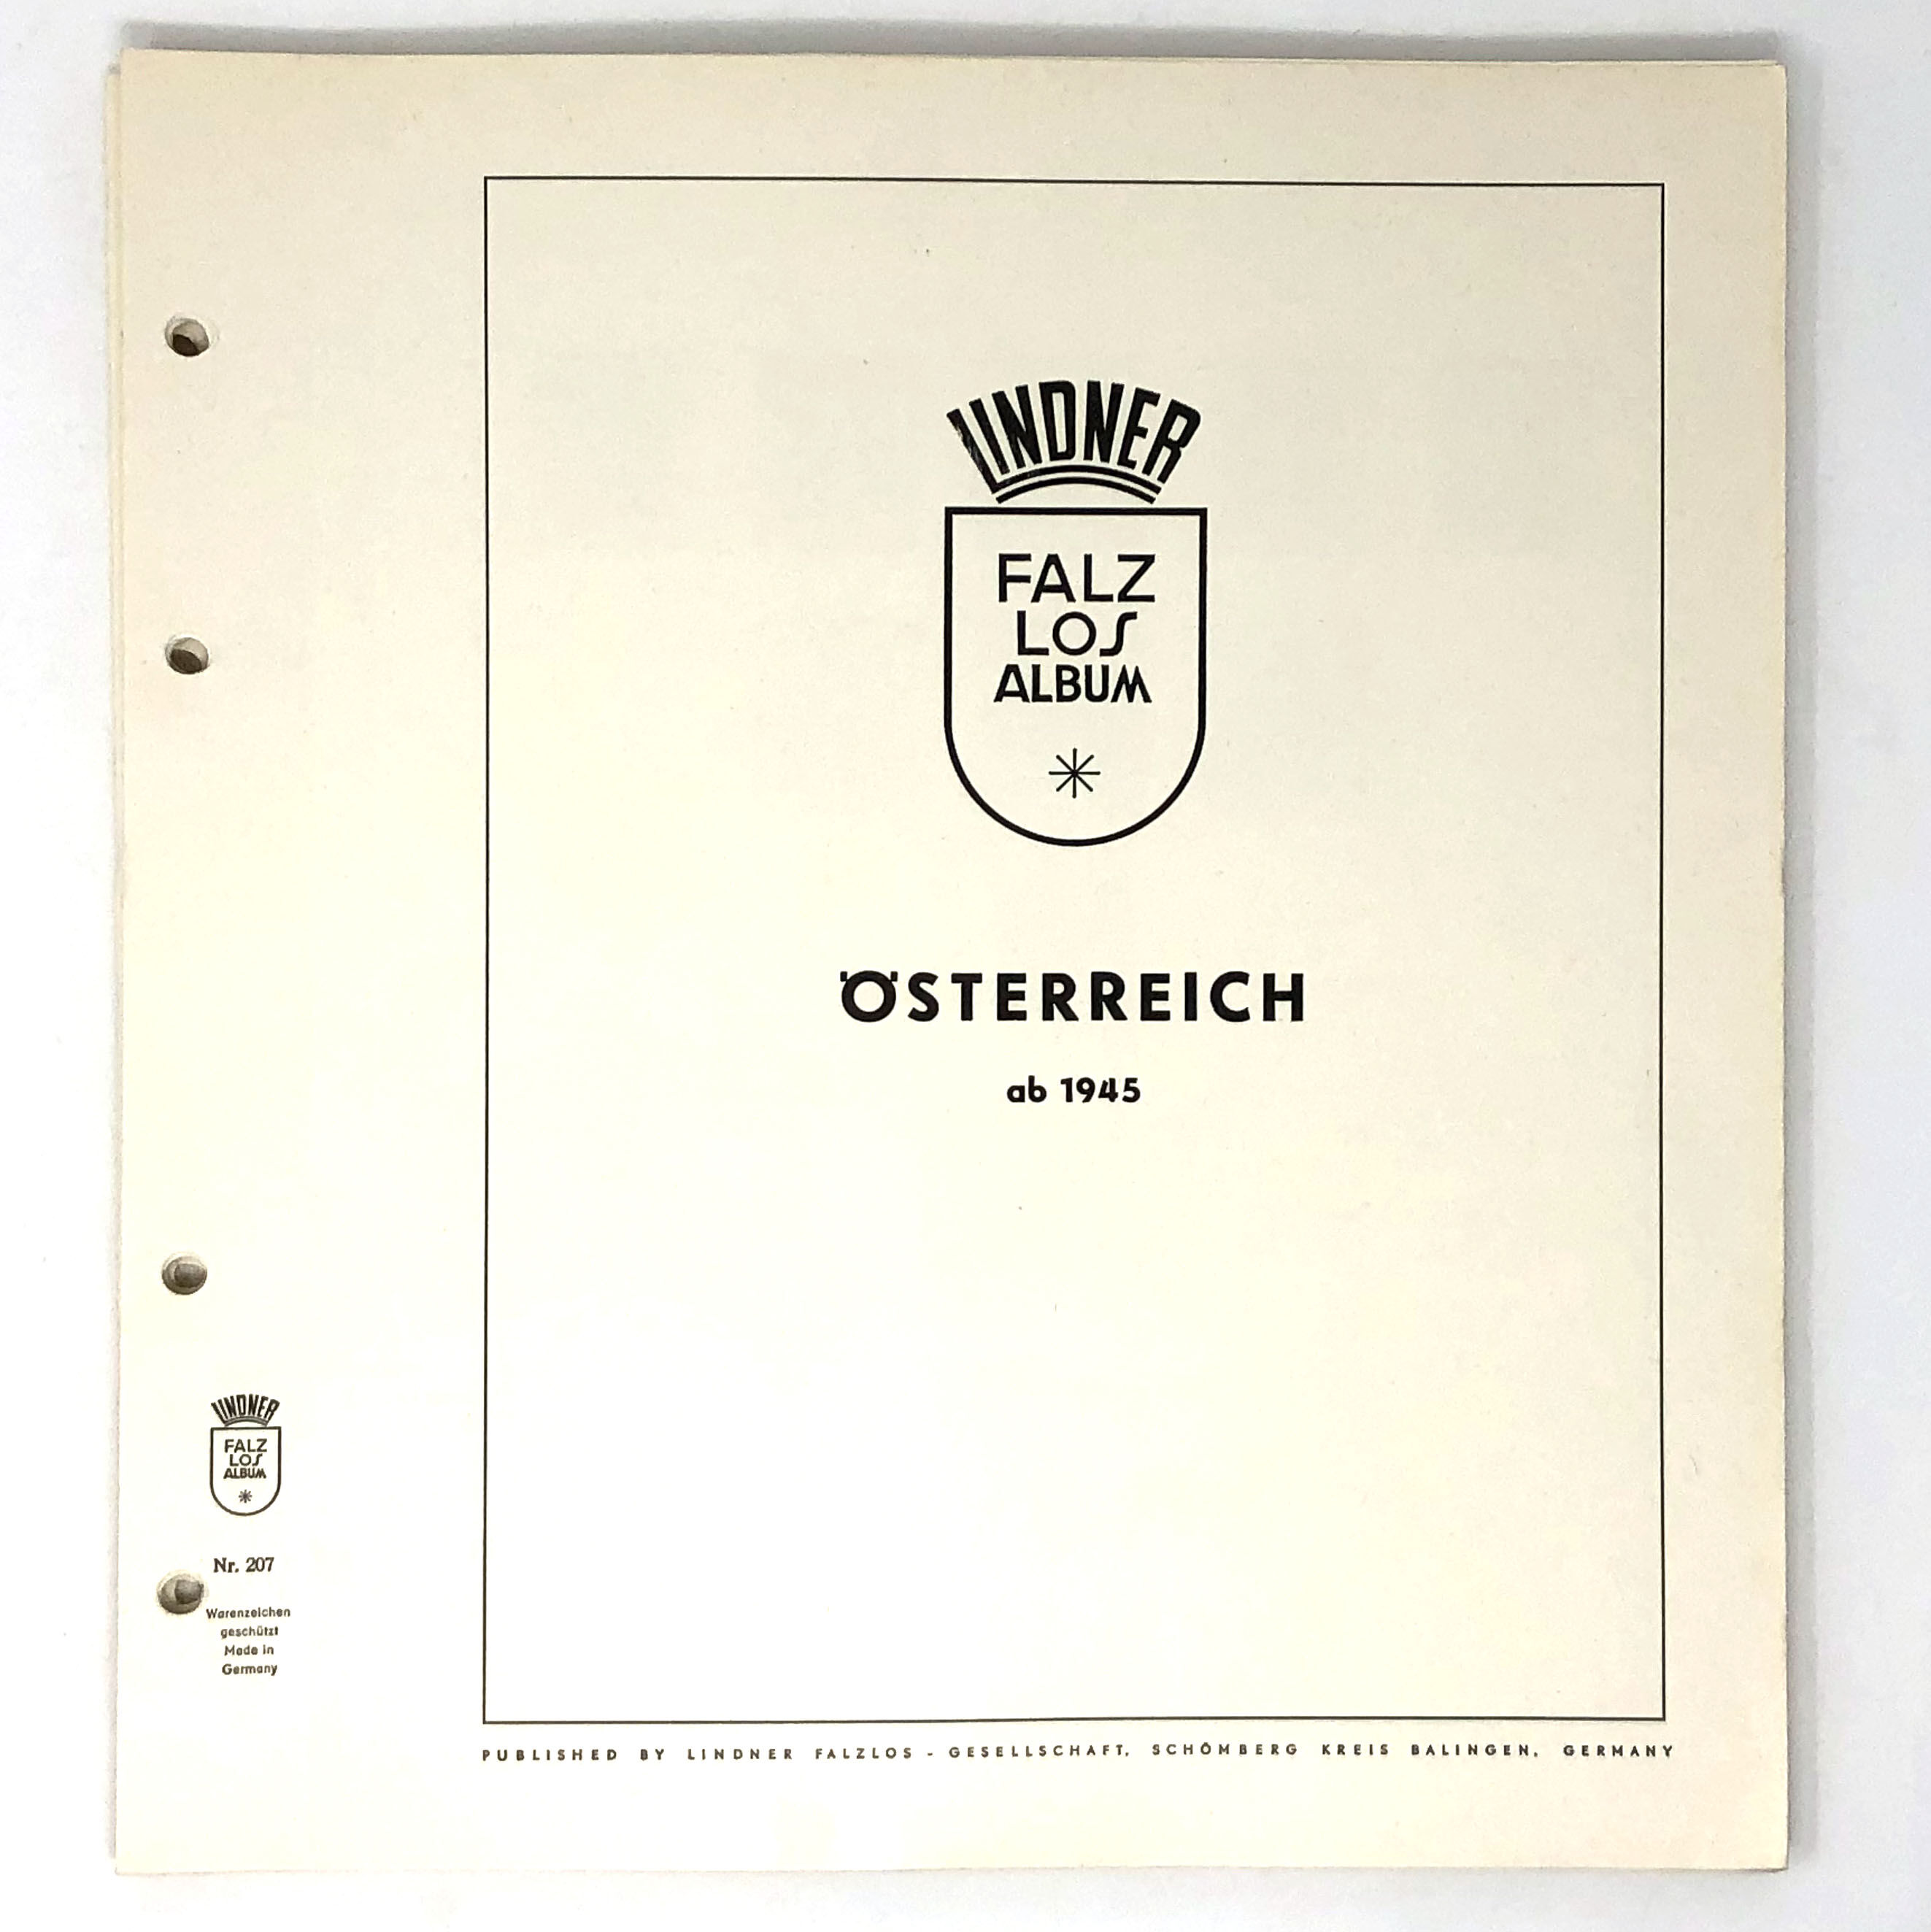 LINDNER
FALZ
LOS
ALBUM
ÖSTERREICH
ab 1945
LINDNER
FALZ
LOS
ALBUM
Nr. 207
Warenzeichen
geschützt
Made in
Germany
PUBLISHED BY LINDNER FALZLOS - GESELLSCHAFT, SCHÖMBERG KREIS BALINGEN, GERMANY